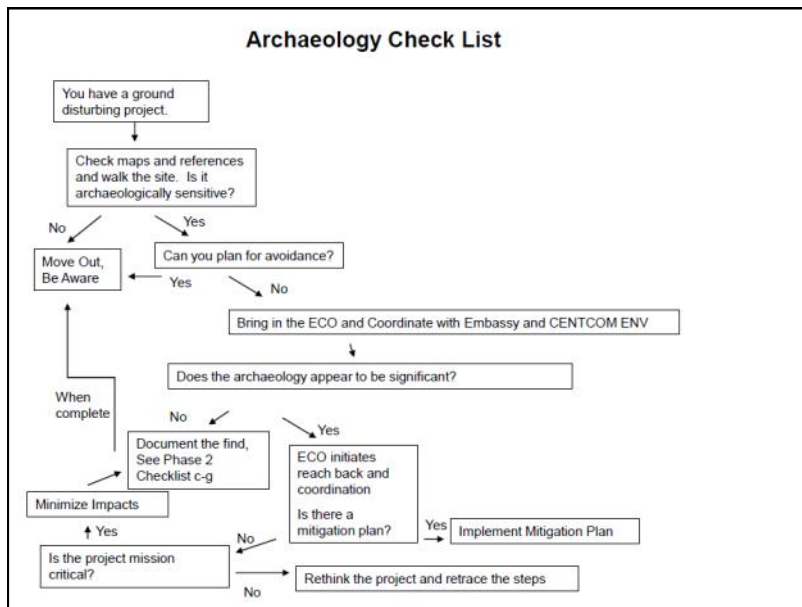 Archaeology Check List
You have a ground
disturbing project.
Check maps and references
and walk the site. Is it
archaeologically sensitive?
No
Yes
Move Out,
Be Aware
Can you plan for avoidance?
Yes
No
Bring in the ECO and Coordinate with Embassy and CENTCOM ENV
Does the archaeology appear to be significant?
When
complete
No
Yes
Document the find,
See Phase 2
Checklist c-g
ECO initiates
reach back and
coordination
Is there a
mitigation plan?
Minimize Impacts
Yes
No
Yes
Implement Mitigation Plan
Is the project mission
critical?
No
Rethink the project and retrace the steps